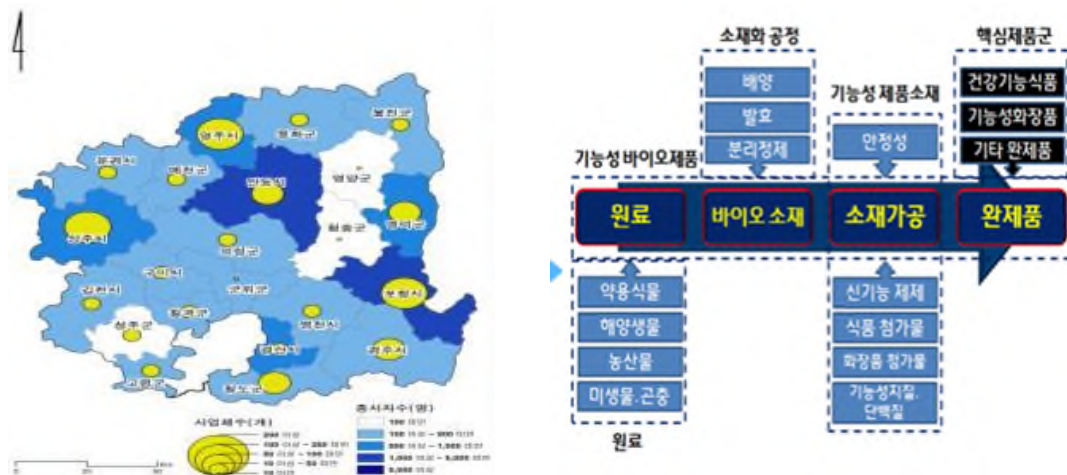 영주시
봉화군
울진군
문경시
예천군
안동시
영양군
영덕군
상주시
청송군
의성군
구미시
군위군
포항시
김천시
칠곡군
영천시
성주군
경산시
경주시
고령군
청도군
사업체수(개)
종사자수(명)
소재화 공정
배양
발효
분리정제
핵심제품군
건강기능식품
기능성화장품
기타 완제품
기능성 제품소재
안정성
기능성 바이오제품
원료
바이오 소재
소재가공
완제품
약용식물
해양생물
농산물
미생물.곤충
원료
신기능 제제
식품 첨가물
화장품 첨가물
기능성지질.
단백질